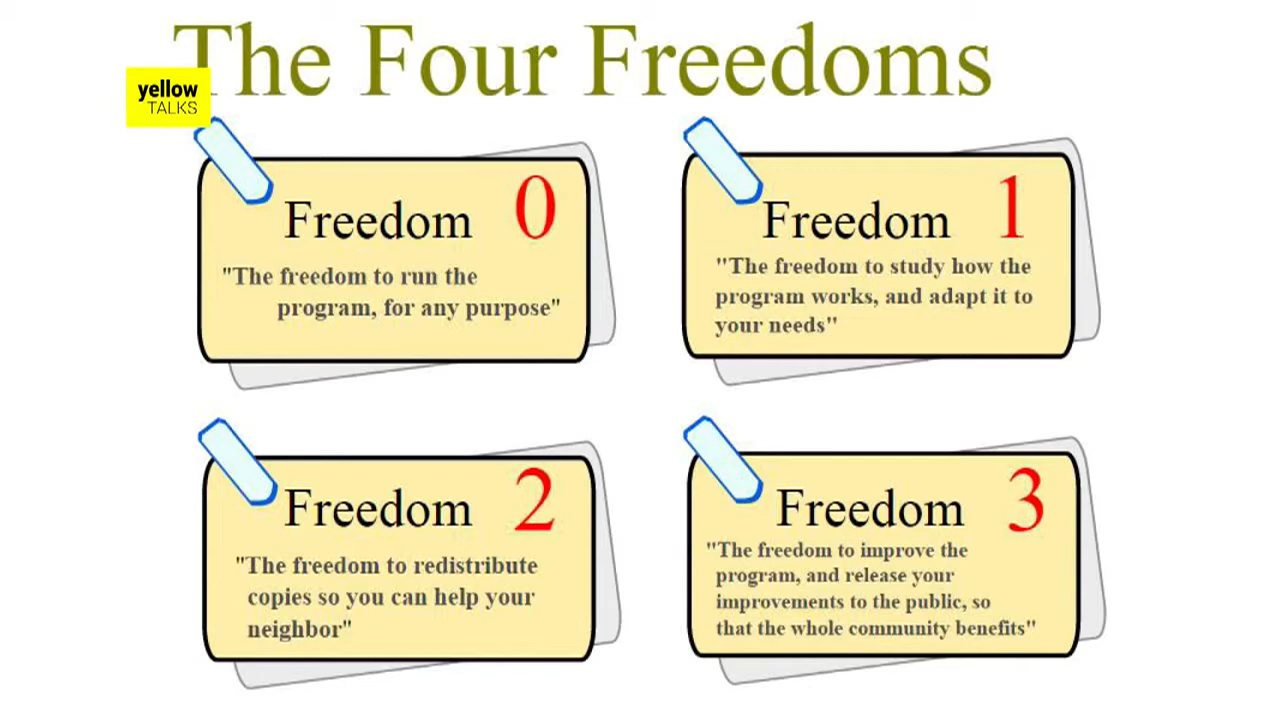 The Four Freedoms
yellow
TALKS
Freedom 0
"The freedom to run the
program, for any purpose"
Freedom 1
"The freedom to study how the
program works, and adapt it to
your needs"
Freedom 2
"The freedom to redistribute
copies so you can help your
neighbor"
Freedom 3
"The freedom to improve the
program, and release your
improvements to the public, so
that the whole community benefits"